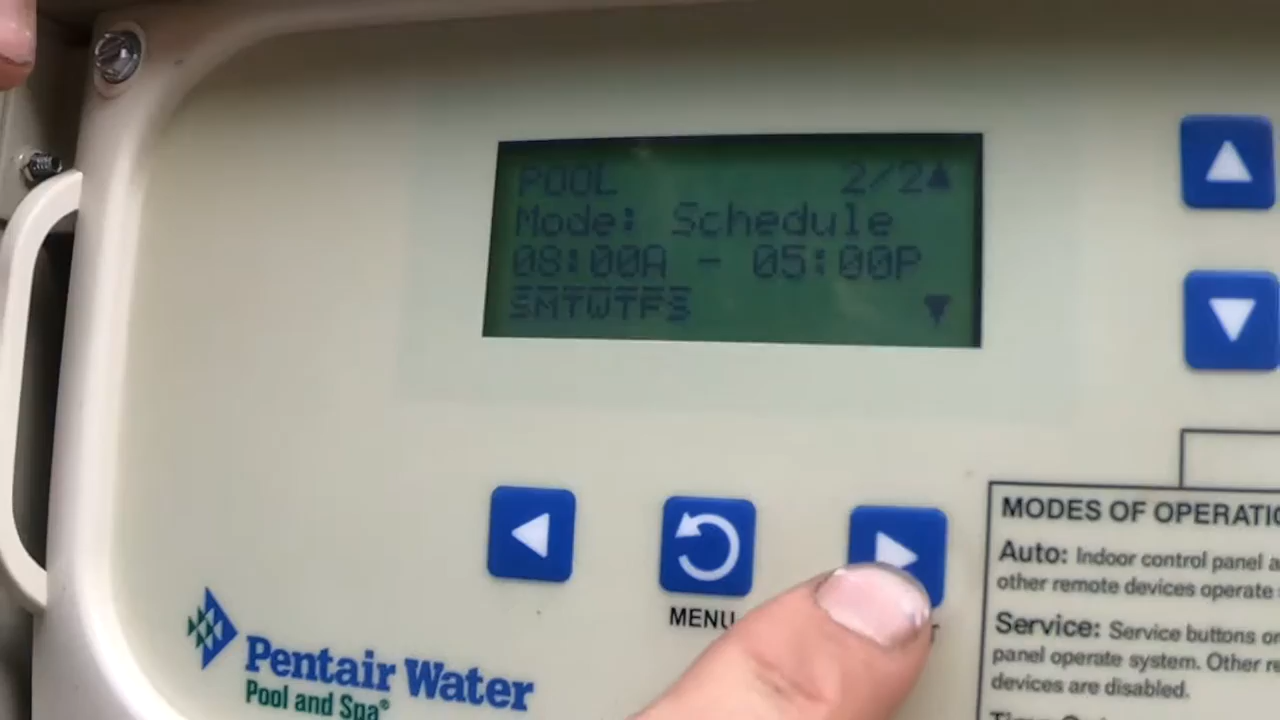 POOL 2/2▲
Mode: Schedule
08:00A - 05:00P
SMTWTFS ▼
MENU
MODES OF OPERATIO
Auto: Indoor control panel a
other remote devices operate
Service: Service buttons or
panel operate system. Other re
devices are disabled.
Pentair Water
Pool and Spa®